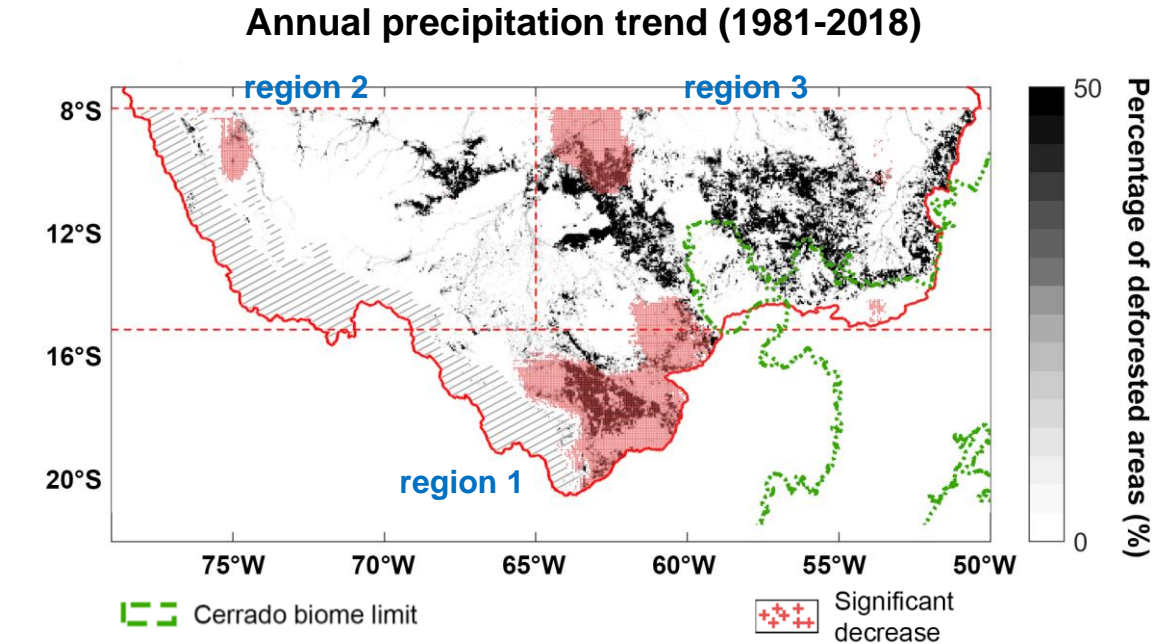 Annual precipitation trend (1981-2018)
region 2
region 3
8°S
12°S
16°S
20°S
region 1
75°W
70°W
65°W
60°W
55°W
50°W
50
0
Percentage of deforested areas (%)
Cerrado biome limit
Significant
decrease